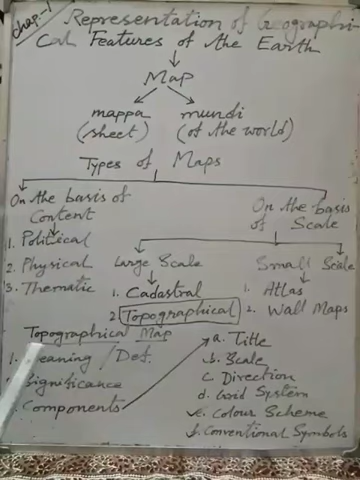 Chap:-1
Representation of Geographi-
cal Features of the Earth
Map
mappa mundi
(sheet) (of the world)
Types of Maps
On the basis of
Content
1. Political
2. Physical
3. Thematic
On the basis
of Scale
Large Scale
1. Cadastral
2. Topographical
Small Scale
1. Atlas
2. Wall Maps
Topographical Map
1. Meaning / Def.
Significance
Components
a. Title
b. Scale
c. Direction
d. Grid System
e. Colour Scheme
f. Conventional Symbols